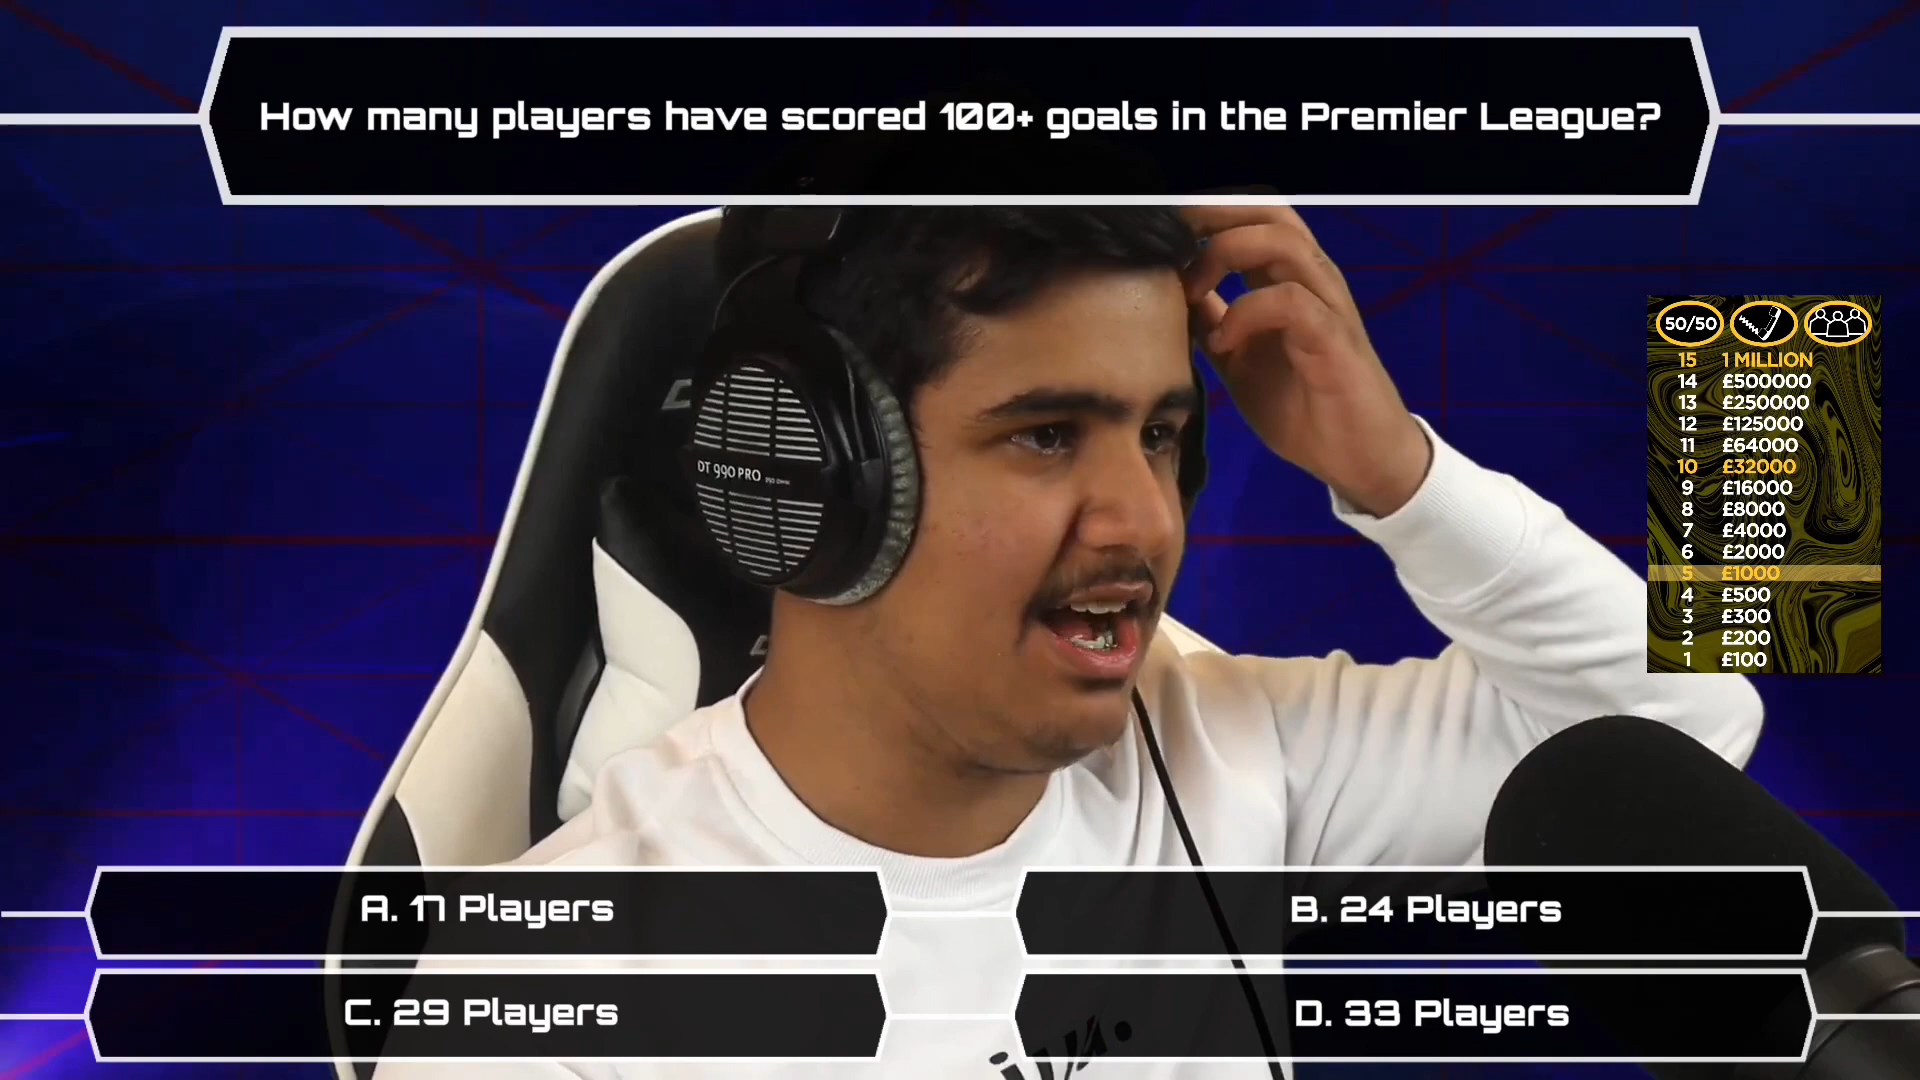 How many players have scored 100+ goals in the Premier League?
50/50
15 1 MILLION
14 £500000
13 £250000
12 £125000
11 £64000
10 £32000
9 £16000
8 £8000
7 £4000
6 £2000
5 £1000
4 £500
3 £300
2 £200
1 £100
DT 990 PRO
A. 17 Players
B. 24 Players
C. 29 Players
D. 33 Players